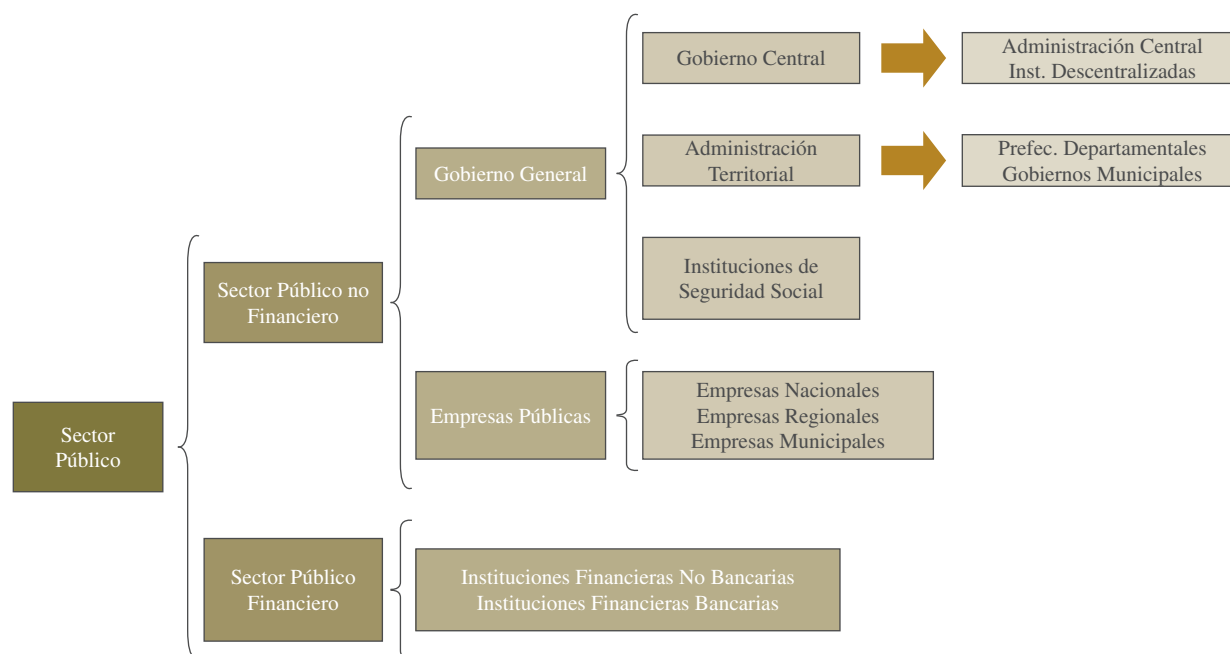 Gobierno Central
Administración Central
Inst. Descentralizadas
Gobierno General
Administración
Territorial
Prefec. Departamentales
Gobiernos Municipales
Sector Público no
Financiero
Instituciones de
Seguridad Social
Sector
Público
Empresas Públicas
Empresas Nacionales
Empresas Regionales
Empresas Municipales
Sector Público
Financiero
Instituciones Financieras No Bancarias
Instituciones Financieras Bancarias